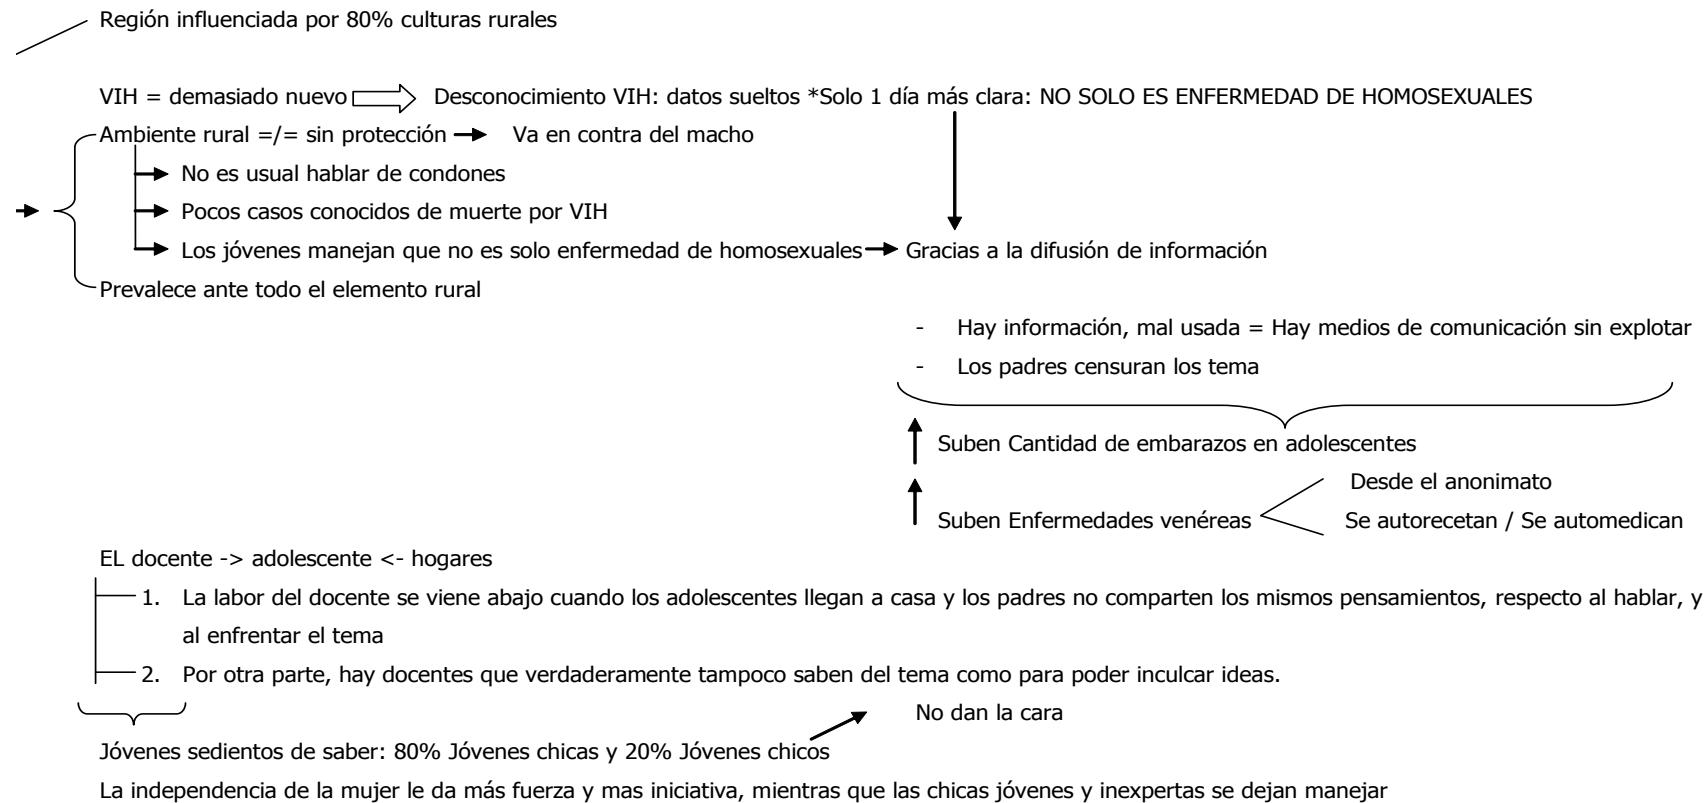 Región influenciada por 80% culturas rurales
VIH = demasiado nuevo Desconocimiento VIH: datos sueltos *Solo 1 día más clara: NO SOLO ES ENFERMEDAD DE HOMOSEXUALES
Ambiente rural =/= sin protección Va en contra del macho
No es usual hablar de condones
Pocos casos conocidos de muerte por VIH
Los jóvenes manejan que no es solo enfermedad de homosexuales Gracias a la difusión de información
Prevalece ante todo el elemento rural
- Hay información, mal usada = Hay medios de comunicación sin explotar
- Los padres censuran los tema
Suben Cantidad de embarazos en adolescentes
Desde el anonimato
Suben Enfermedades venéreas Se autorecetan / Se automedican
EL docente -> adolescente <- hogares
1. La labor del docente se viene abajo cuando los adolescentes llegan a casa y los padres no comparten los mismos pensamientos, respecto al hablar, y
al enfrentar el tema
2. Por otra parte, hay docentes que verdaderamente tampoco saben del tema como para poder inculcar ideas.
No dan la cara
Jóvenes sedientos de saber: 80% Jóvenes chicas y 20% Jóvenes chicos
La independencia de la mujer le da más fuerza y mas iniciativa, mientras que las chicas jóvenes y inexpertas se dejan manejar